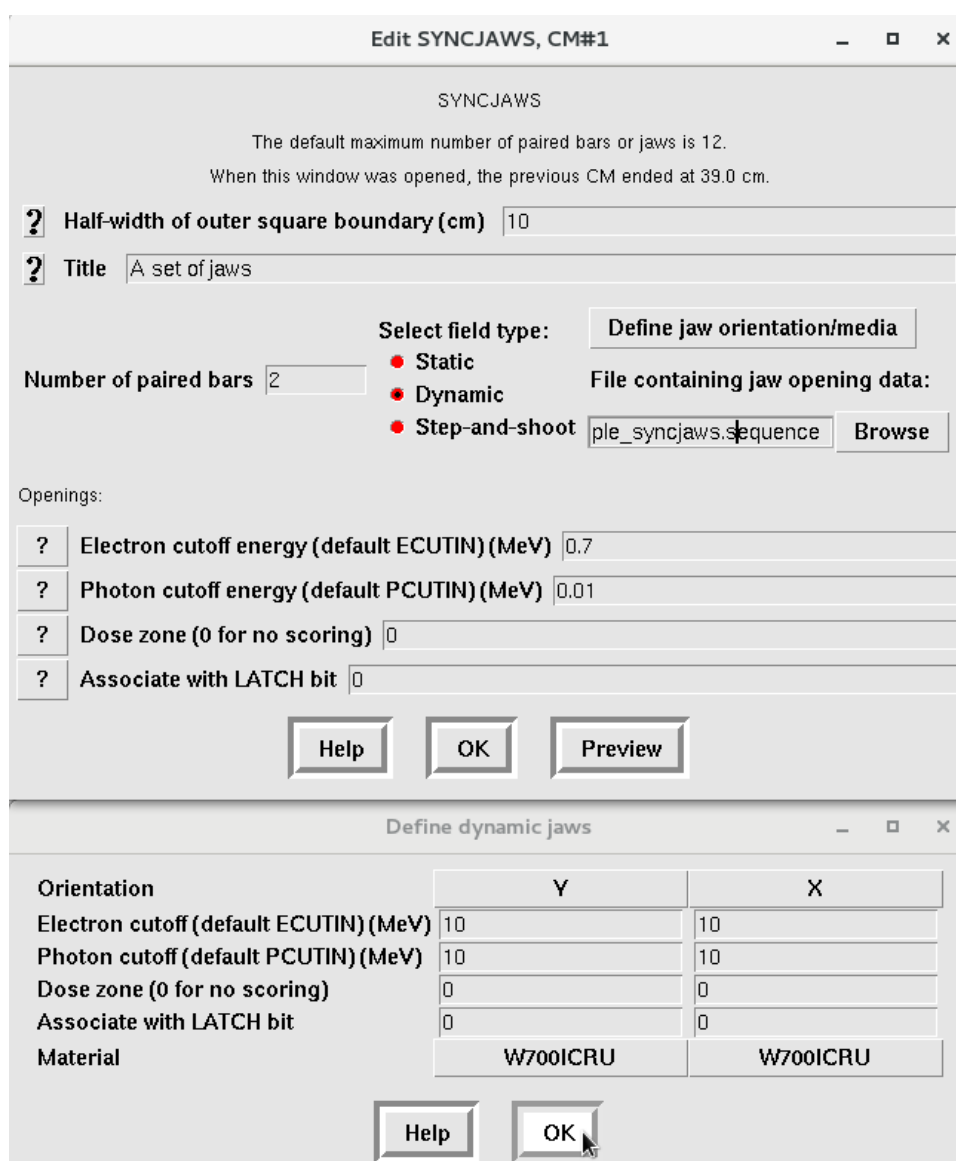 Edit SYNCJAWS, CM#1
SYNCJAWS
The default maximum number of paired bars or jaws is 12.
When this window was opened, the previous CM ended at 39.0 cm.
? Half-width of outer square boundary (cm) 10
? Title A set of jaws
Select field type: Define jaw orientation/media
Static
Number of paired bars 2 File containing jaw opening data:
Dynamic
Step-and-shoot ple_syncjaws.sequence Browse
Openings:
? Electron cutoff energy (default ECUTIN) (MeV) 0.7
? Photon cutoff energy (default PCUTIN) (MeV) 0.01
? Dose zone (0 for no scoring) 0
? Associate with LATCH bit 0
Help OK Preview
Define dynamic jaws
Orientation Y X
Electron cutoff (default ECUTIN) (MeV) 10 10
Photon cutoff (default PCUTIN) (MeV) 10 10
Dose zone (0 for no scoring) 0 0
Associate with LATCH bit 0 0
Material W700ICRU W700ICRU
Help OK